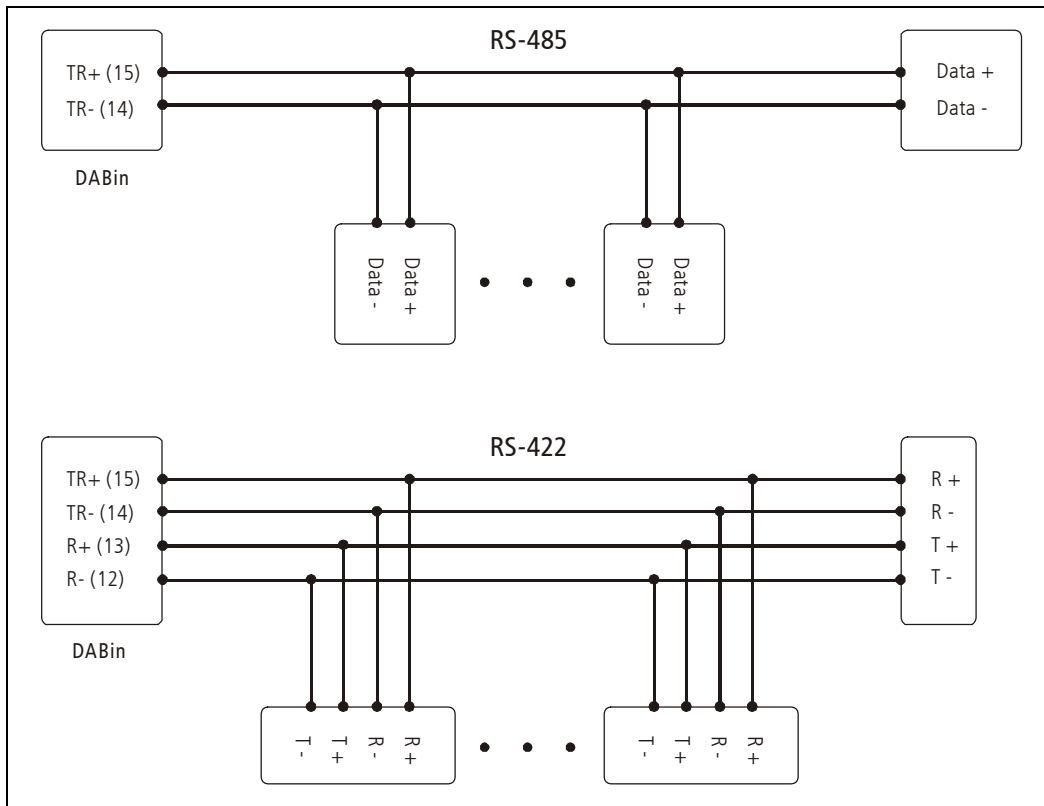 RS-485
TR+ (15)
TR- (14)
DABin
Data +
Data -
Data -
Data +
Data -
Data +
RS-422
TR+ (15)
TR- (14)
R+ (13)
R- (12)
DABin
R +
R -
T +
T -
T -
T +
R -
R +
T -
T +
R -
R +